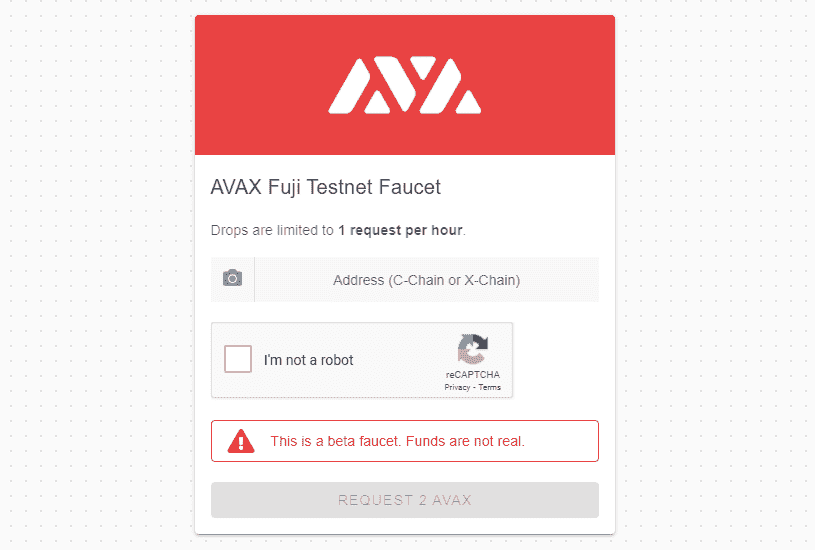 AVAX Fuji Testnet Faucet
Drops are limited to 1 request per hour.
Address (C-Chain or X-Chain)
I'm not a robot
reCAPTCHA
Privacy - Terms
This is a beta faucet. Funds are not real.
REQUEST 2 AVAX